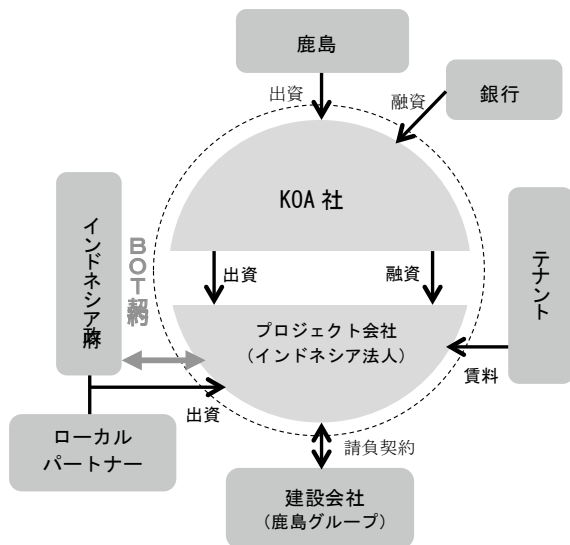 鹿島
出資
融資
銀行
KOA 社
インドネシア政府
BOT契約
出資
融資
テナント
プロジェクト会社
(インドネシア法人)
賃料
出資
ローカル
パートナー
請負契約
建設会社
(鹿島グループ)